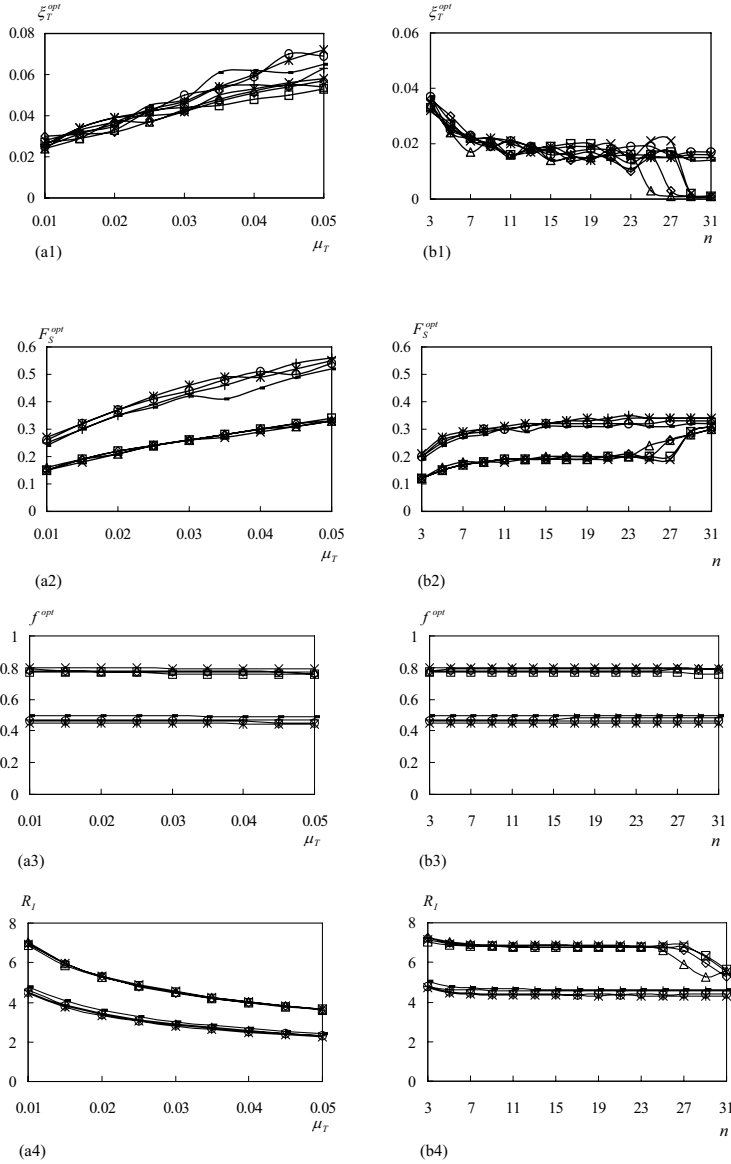 ξ_T^opt
0.08
0.06
0.04
0.02
0
0.01 0.02 0.03 0.04 0.05
μ_T
(a1)
ξ_T^opt
0.06
0.04
0.02
0
3 7 11 15 19 23 27 31
n
(b1)
F_S^opt
0.6
0.5
0.4
0.3
0.2
0.1
0
0.01 0.02 0.03 0.04 0.05
μ_T
(a2)
F_S^opt
0.6
0.5
0.4
0.3
0.2
0.1
0
3 7 11 15 19 23 27 31
n
(b2)
f^opt
1
0.8
0.6
0.4
0.2
0
0.01 0.02 0.03 0.04 0.05
μ_T
(a3)
f^opt
1
0.8
0.6
0.4
0.2
0
3 7 11 15 19 23 27 31
n
(b3)
R_I
8
6
4
2
0
0.01 0.02 0.03 0.04 0.05
μ_T
(a4)
R_I
8
6
4
2
0
3 7 11 15 19 23 27 31
n
(b4)